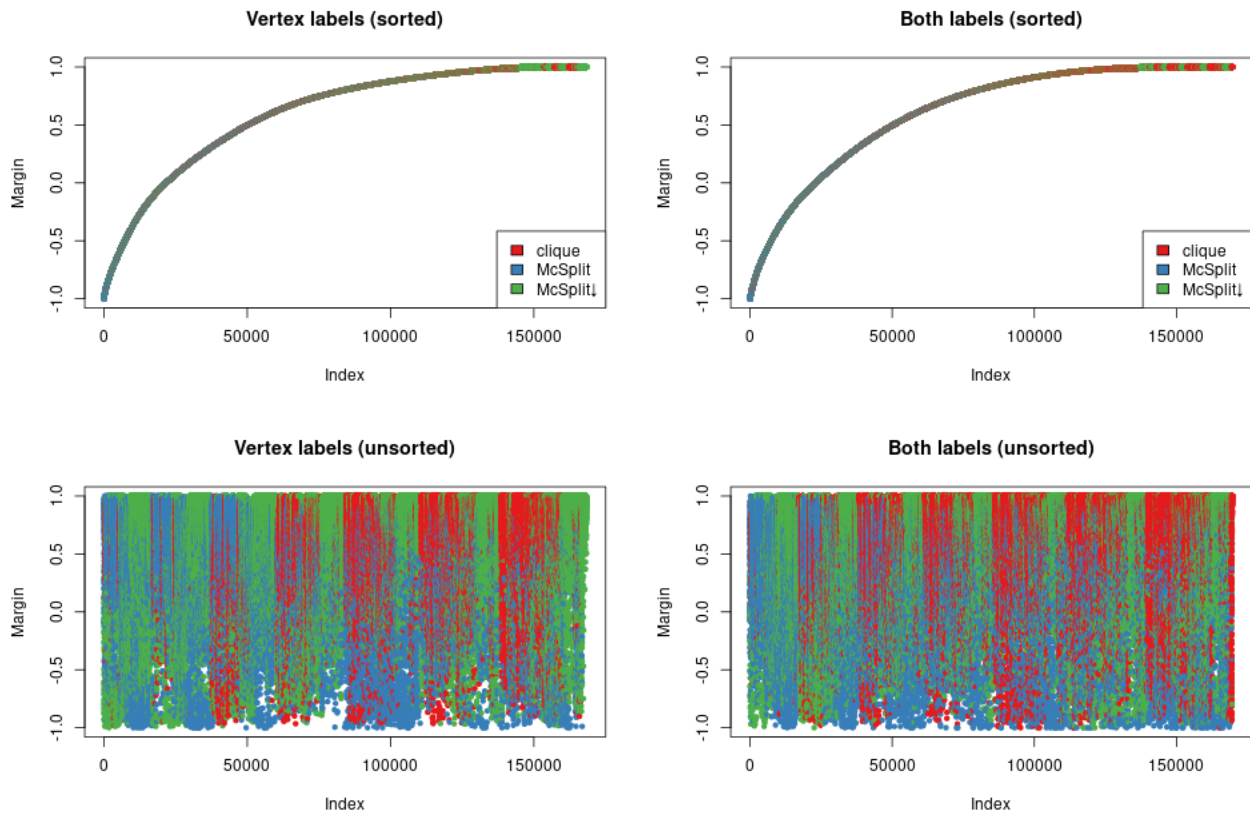 Vertex labels (sorted)
Margin
1.0
0.5
0.0
-0.5
-1.0
clique
McSplit
McSplit↓
0 50000 100000 150000
Index
Both labels (sorted)
Margin
1.0
0.5
0.0
-0.5
-1.0
clique
McSplit
McSplit↓
0 50000 100000 150000
Index
Vertex labels (unsorted)
Margin
1.0
0.5
0.0
-0.5
-1.0
0 50000 100000 150000
Index
Both labels (unsorted)
Margin
1.0
0.5
0.0
-0.5
-1.0
0 50000 100000 150000
Index